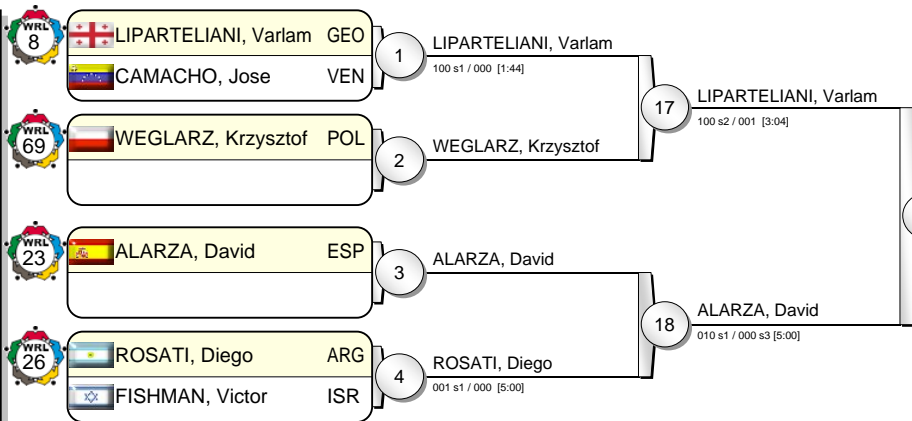 WRL
8
LIPARTELIANI, Varlam GEO
CAMACHO, Jose VEN
1
LIPARTELIANI, Varlam
100 s1 / 000 [1:44]
WRL
69
WEGLARZ, Krzysztof POL
2
WEGLARZ, Krzysztof
17
LIPARTELIANI, Varlam
100 s2 / 001 [3:04]
WRL
23
ALARZA, David ESP
3
ALARZA, David
WRL
26
ROSATI, Diego ARG
FISHMAN, Victor ISR
4
ROSATI, Diego
001 s1 / 000 [5:00]
18
ALARZA, David
010 s1 / 000 s3 [5:00]